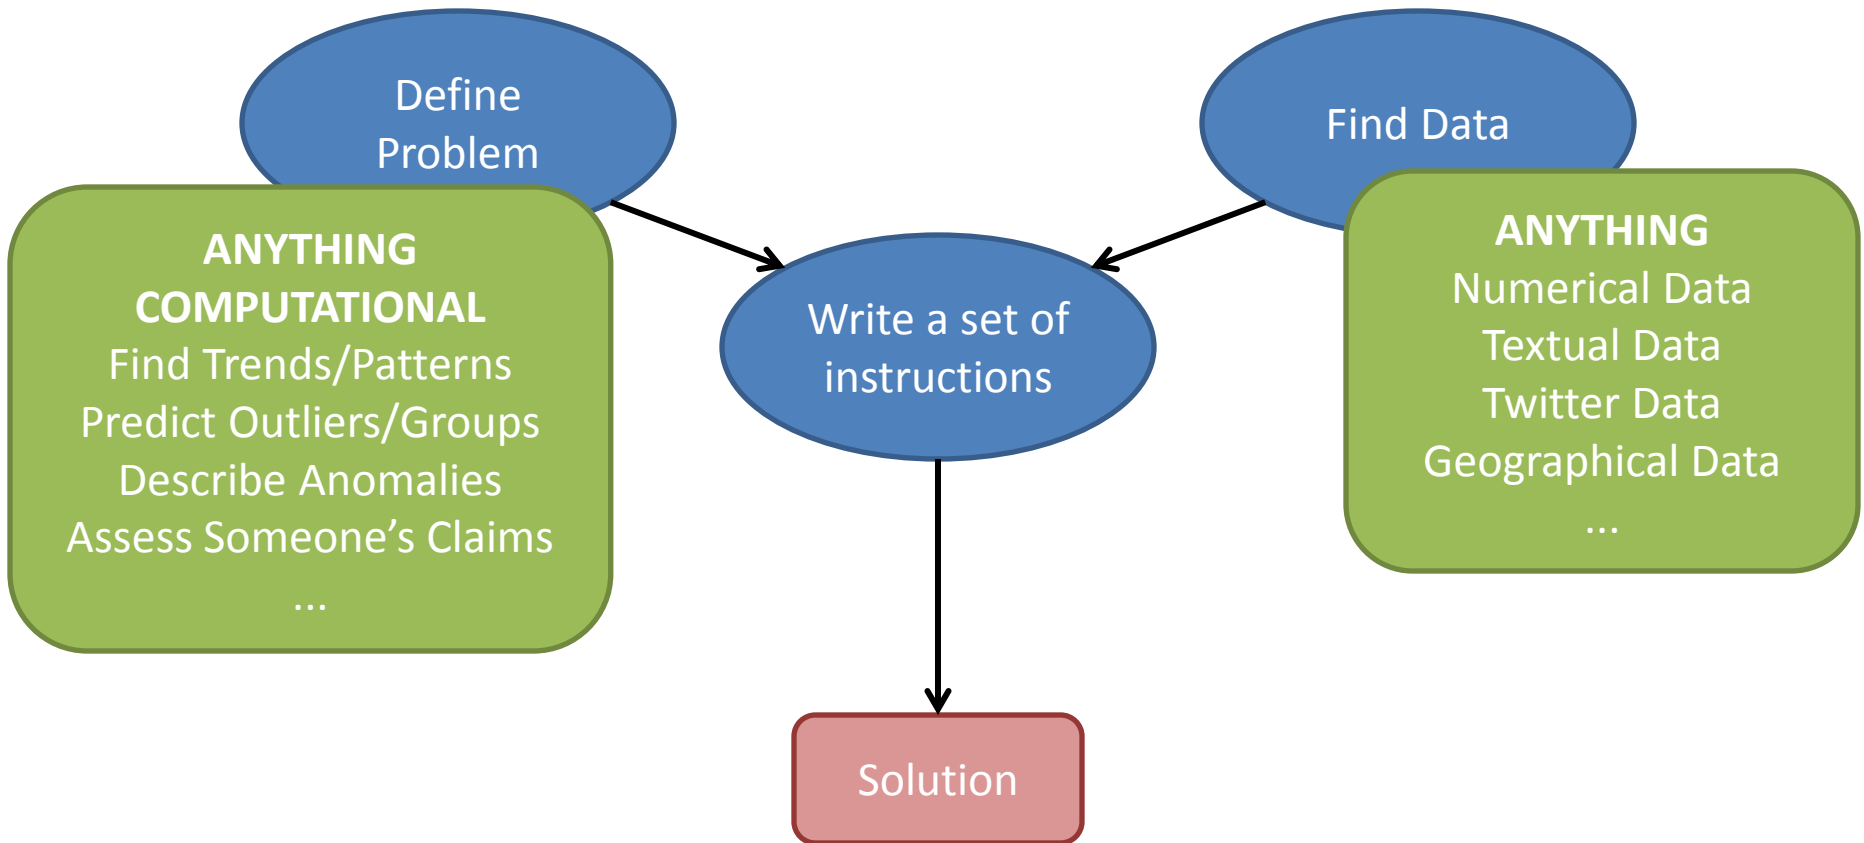 Define
Problem
Find Data
ANYTHING
COMPUTATIONAL
Find Trends/Patterns
Predict Outliers/Groups
Describe Anomalies
Assess Someone’s Claims
...
Write a set of
instructions
ANYTHING
Numerical Data
Textual Data
Twitter Data
Geographical Data
...
Solution